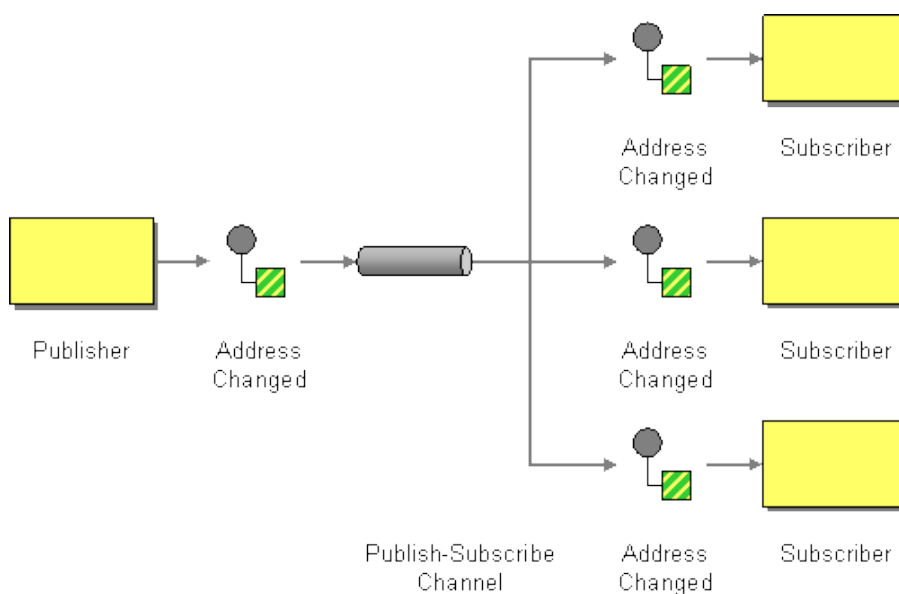 Address
Changed
Subscriber
Publisher
Address
Changed
Address
Changed
Subscriber
Publish-Subscribe
Channel
Address
Changed
Subscriber